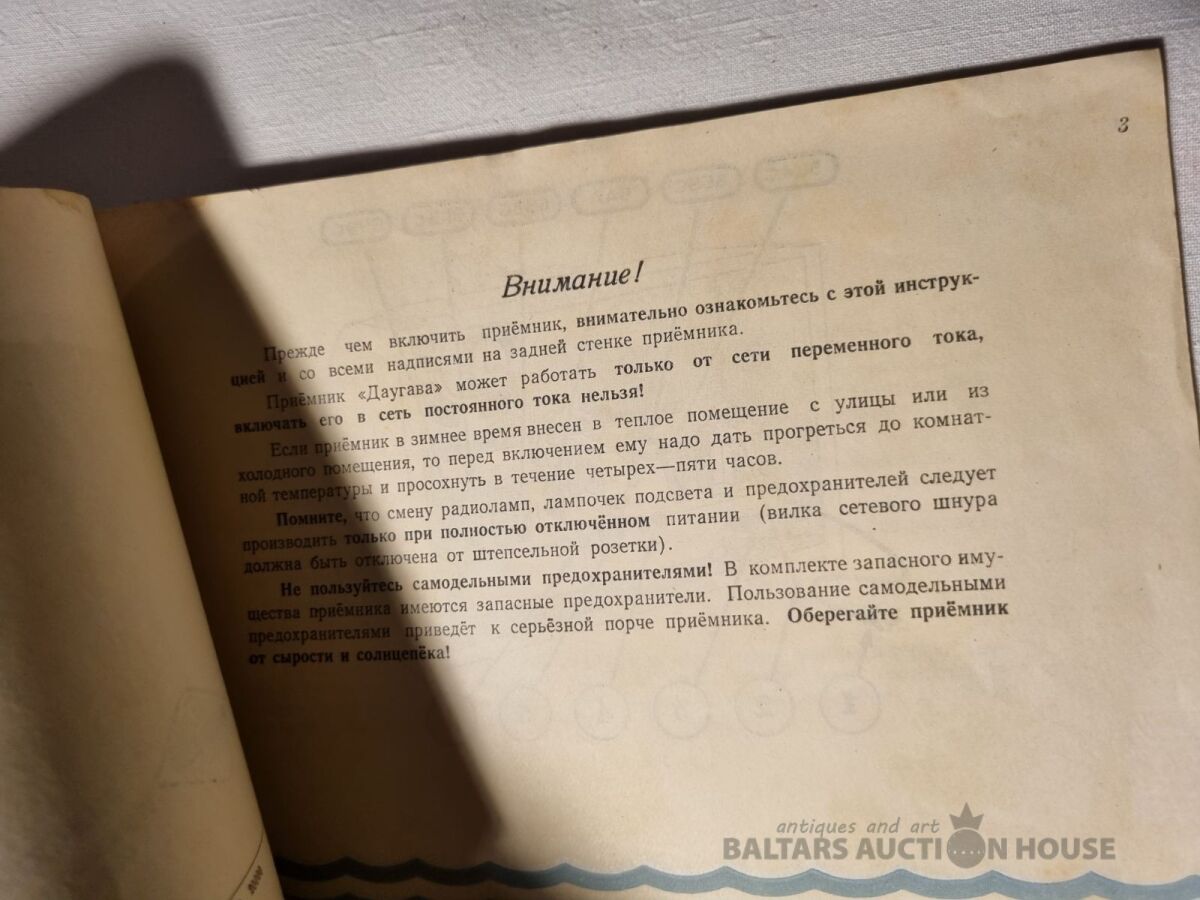 3
Внимание!
Прежде чем включить приёмник, внимательно ознакомьтесь с этой инструк-
цией и со всеми надписями на задней стенке приёмника.
Приёмник «Даугава» может работать только от сети переменного тока,
включать его в сеть постоянного тока нельзя!
Если приёмник в зимнее время внесен в теплое помещение с улицы или из
холодного помещения, то перед включением ему надо дать прогреться до комнат-
ной температуры и просохнуть в течение четырех—пяти часов.
Помните, что смену радиоламп, лампочек подсвета и предохранителей следует
производить только при полностью отключённом питании (вилка сетевого шнура
должна быть отключена от штепсельной розетки).
Не пользуйтесь самодельными предохранителями! В комплекте запасного иму-
щества приёмника имеются запасные предохранители. Пользование самодельными
предохранителями приведёт к серьёзной порче приёмника. Оберегайте приёмник
от сырости и солнцепёка!
antiques and art
BALTARS AUCTION HOUSE